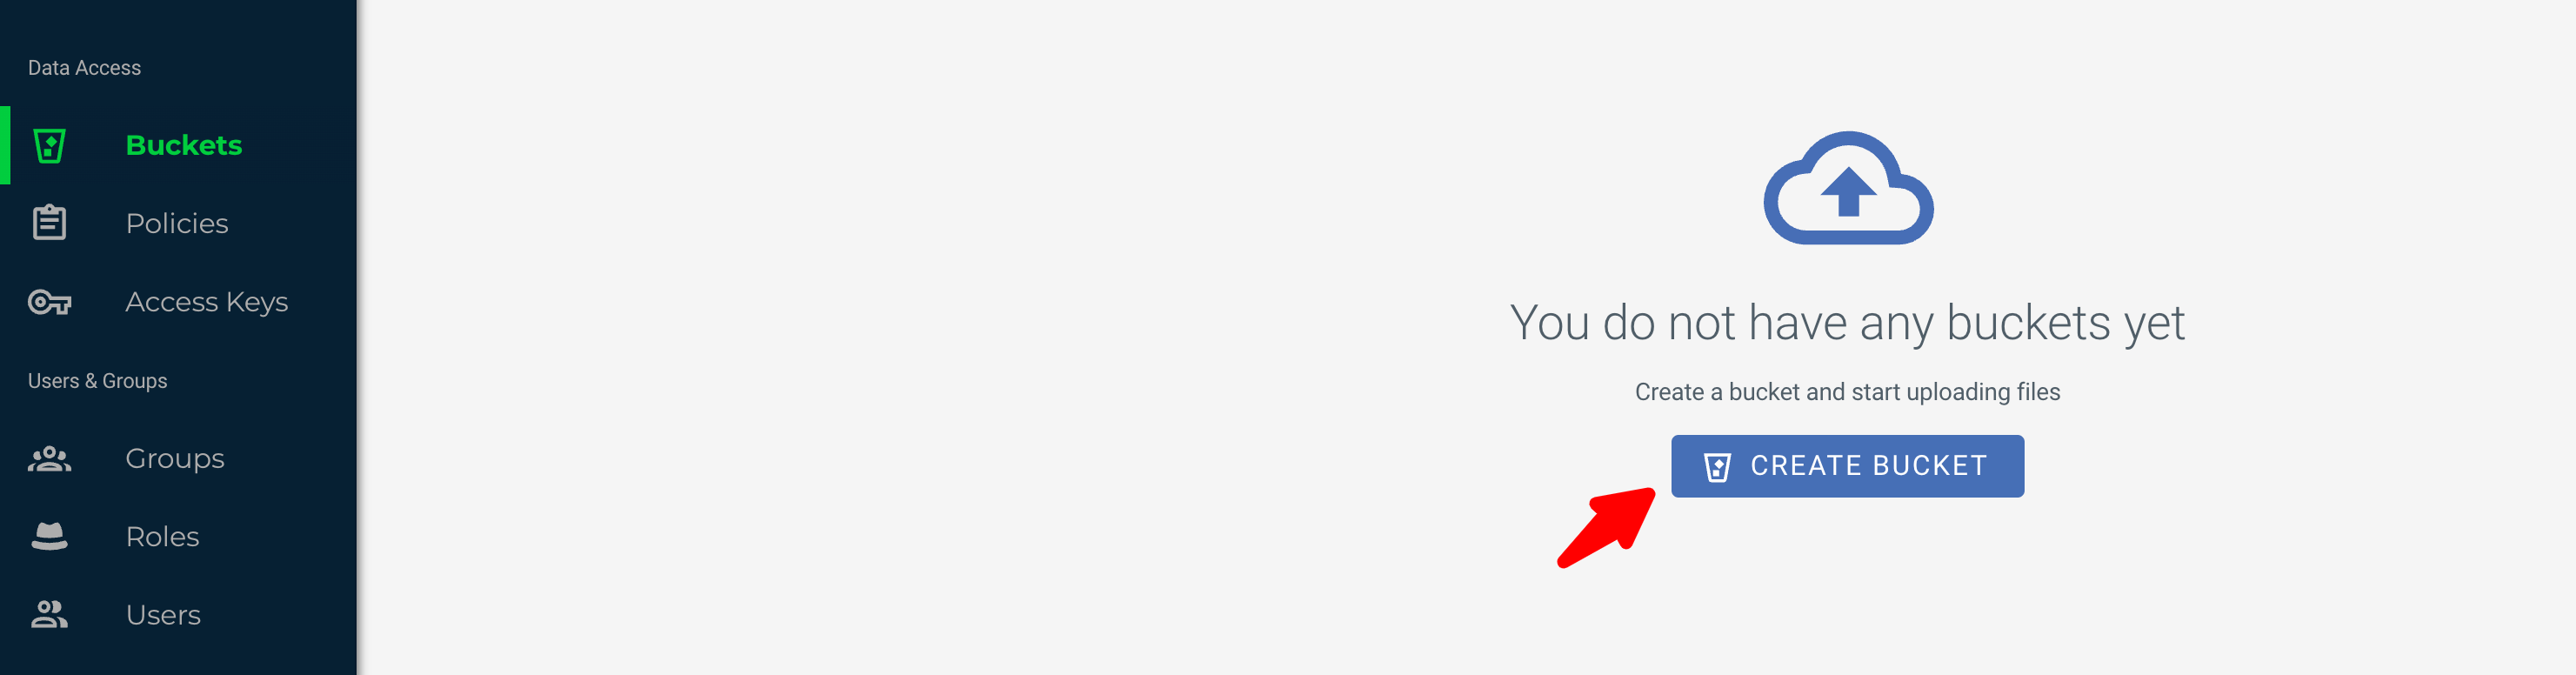 Data Access
Buckets
Policies
Access Keys
Users & Groups
Groups
Roles
Users
You do not have any buckets yet
Create a bucket and start uploading files
CREATE BUCKET